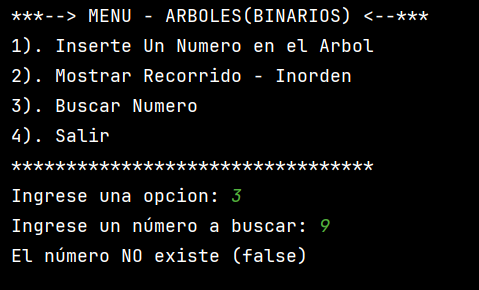 ***--> MENU - ARBOLES(BINARIOS) <--***
1). Inserte Un Numero en el Arbol
2). Mostrar Recorrido - Inorden
3). Buscar Numero
4). Salir
*********************************
Ingrese una opcion: 3
Ingrese un número a buscar: 9
El número NO existe (false)